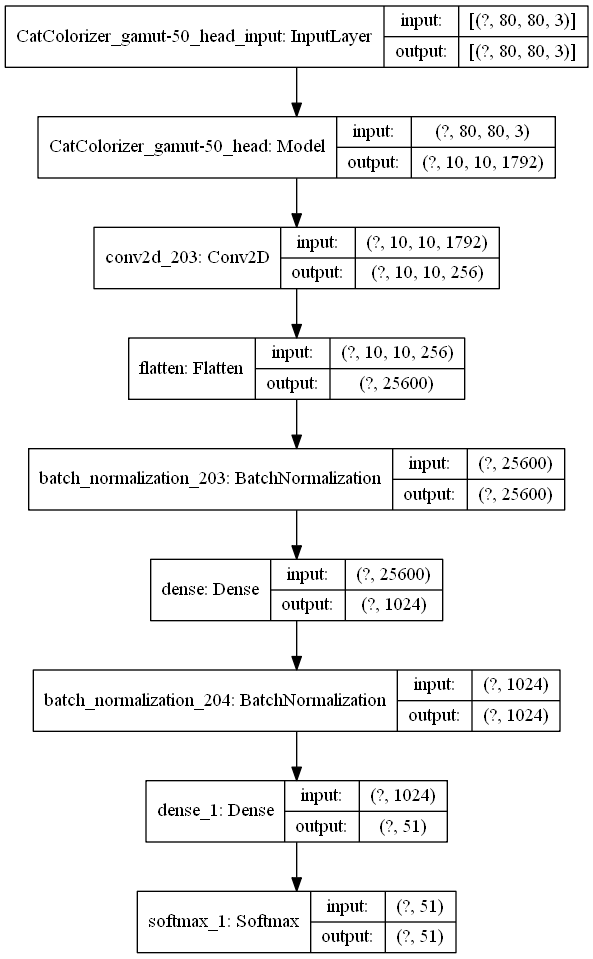 CatColorizer_gamut-50_head_input: InputLayer
input:
[(?, 80, 80, 3)]
output:
[(?, 80, 80, 3)]
CatColorizer_gamut-50_head: Model
input:
(?, 80, 80, 3)
output:
(?, 10, 10, 1792)
conv2d_203: Conv2D
input:
(?, 10, 10, 1792)
output:
(?, 10, 10, 256)
flatten: Flatten
input:
(?, 10, 10, 256)
output:
(?, 25600)
batch_normalization_203: BatchNormalization
input:
(?, 25600)
output:
(?, 25600)
dense: Dense
input:
(?, 25600)
output:
(?, 1024)
batch_normalization_204: BatchNormalization
input:
(?, 1024)
output:
(?, 1024)
dense_1: Dense
input:
(?, 1024)
output:
(?, 51)
softmax_1: Softmax
input:
(?, 51)
output:
(?, 51)